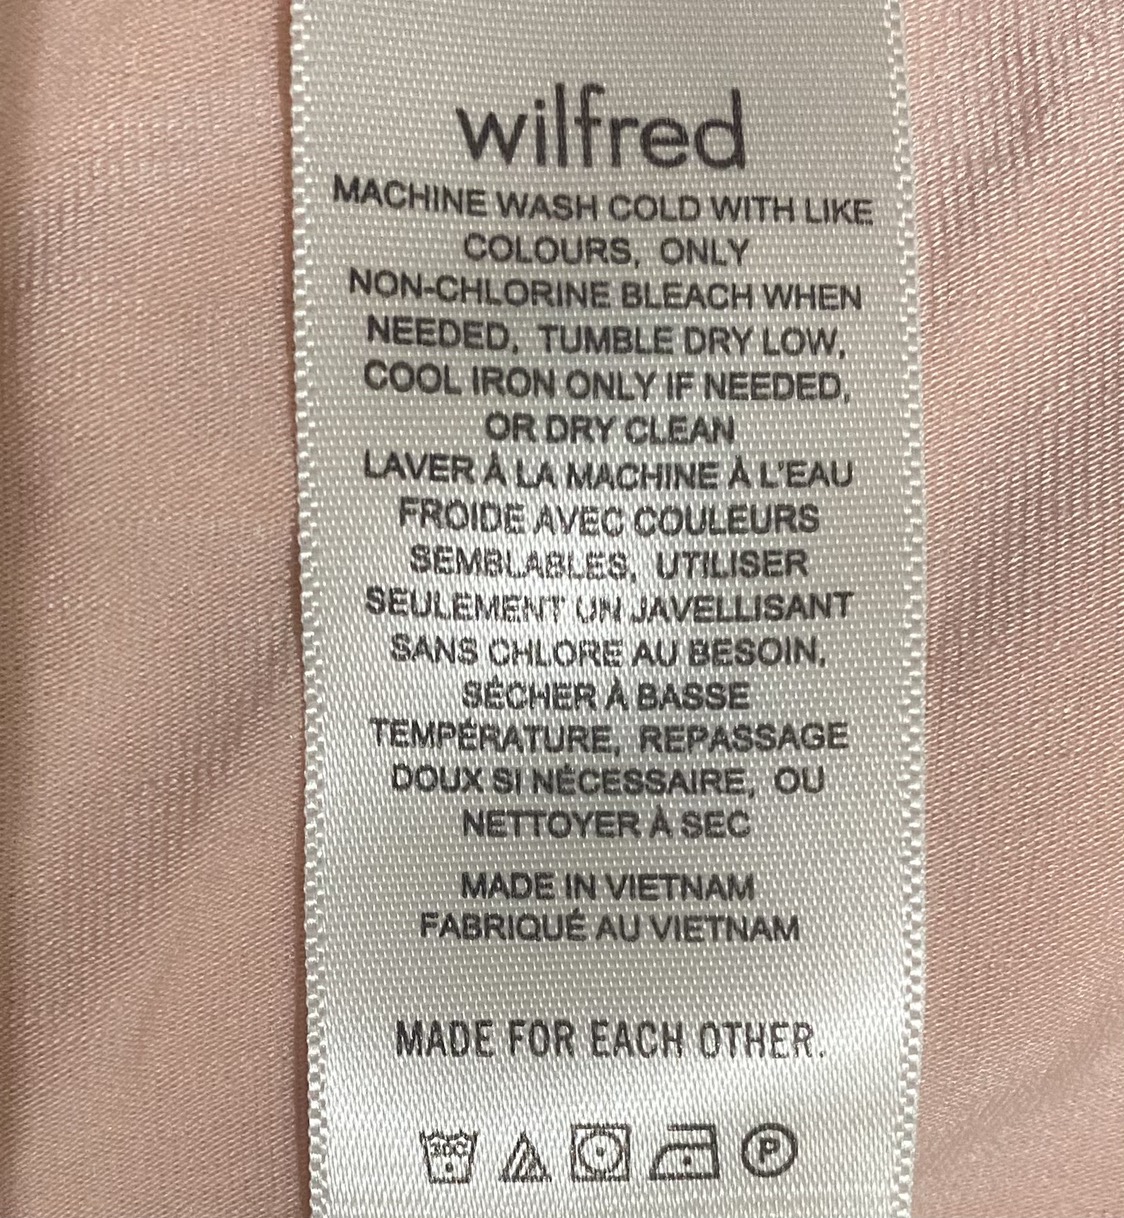 wilfred
MACHINE WASH COLD WITH LIKE
COLOURS, ONLY
NON-CHLORINE BLEACH WHEN
NEEDED, TUMBLE DRY LOW,
COOL IRON ONLY IF NEEDED,
OR DRY CLEAN
LAVER À LA MACHINE À L'EAU
FROIDE AVEC COULEURS
SEMBLABLES, UTILISER
SEULEMENT UN JAVELLISANT
SANS CHLORE AU BESOIN,
SÉCHER À BASSE
TEMPÉRATURE, REPASSAGE
DOUX SI NÉCESSAIRE, OU
NETTOYER À SEC
MADE IN VIETNAM
FABRIQUÉ AU VIETNAM
MADE FOR EACH OTHER.
30C P